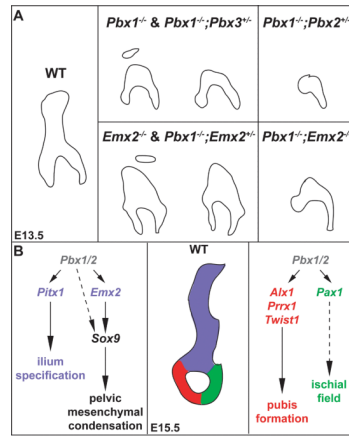 A
Pbx1-/- & Pbx1-/-;Pbx3+/-
Pbx1-/-;Pbx2+/-
WT
Emx2-/- & Pbx1-/-;Emx2+/-
Pbx1-/-;Emx2-/-
E13.5
B
Pbx1/2
Pitx1
Emx2
Sox9
ilium
specification
pelvic
mesenchymal
condensation
WT
E15.5
Pbx1/2
Alx1
Prrx1
Twist1
Pax1
pubis
formation
ischial
field